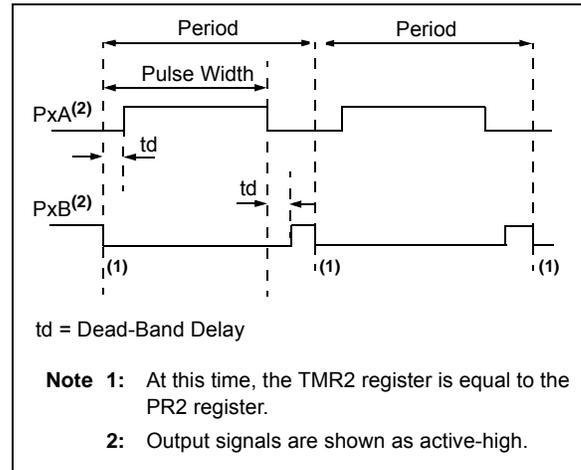 Period Period
Pulse Width
PxA(2)
td
td
PxB(2)
(1) (1) (1)
td = Dead-Band Delay
Note 1: At this time, the TMR2 register is equal to the
PR2 register.
2: Output signals are shown as active-high.